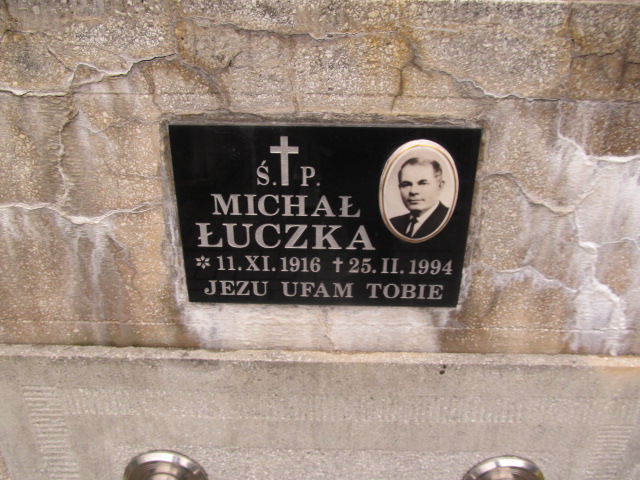 Ś. P.
MICHAŁ
ŁUCZKA
* 11. XI. 1916 † 25. II. 1994
JEZU UFAM TOBIE